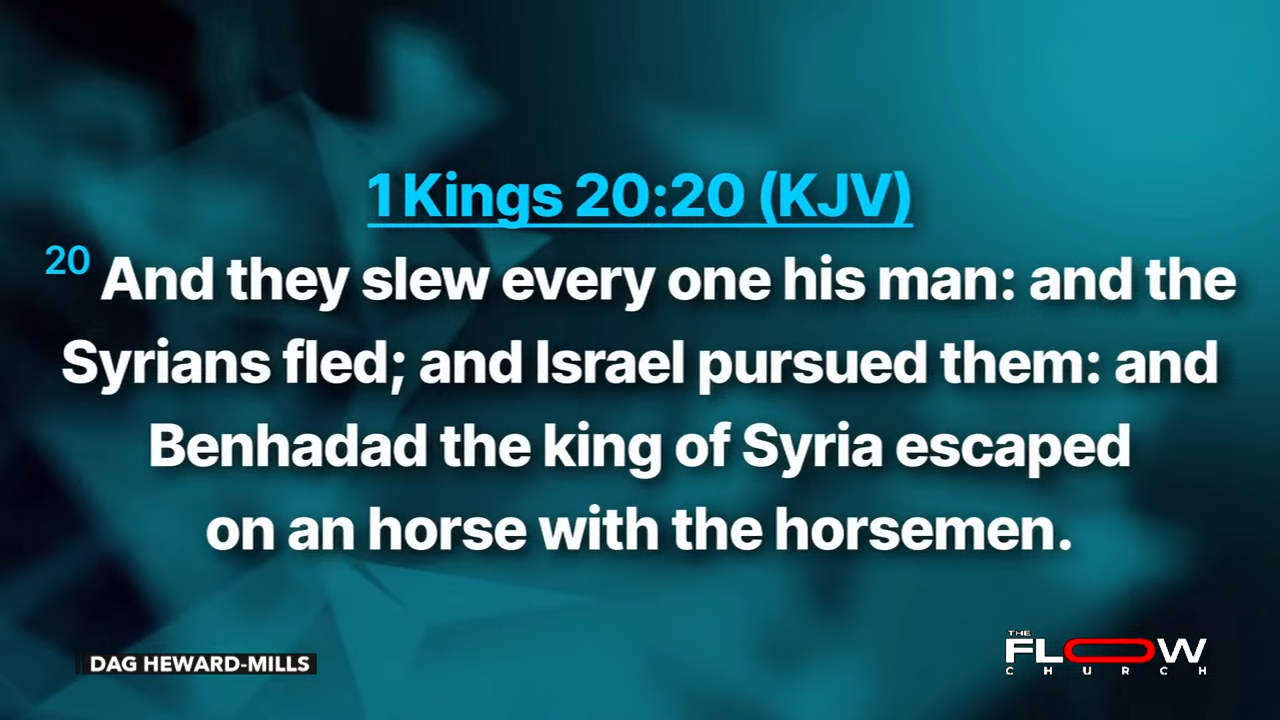 1 Kings 20:20 (KJV)
20 And they slew every one his man: and the
Syrians fled; and Israel pursued them: and
Benhadad the king of Syria escaped
on an horse with the horsemen.
DAG HEWARD-MILLS
THE
FLOW
CHURCH